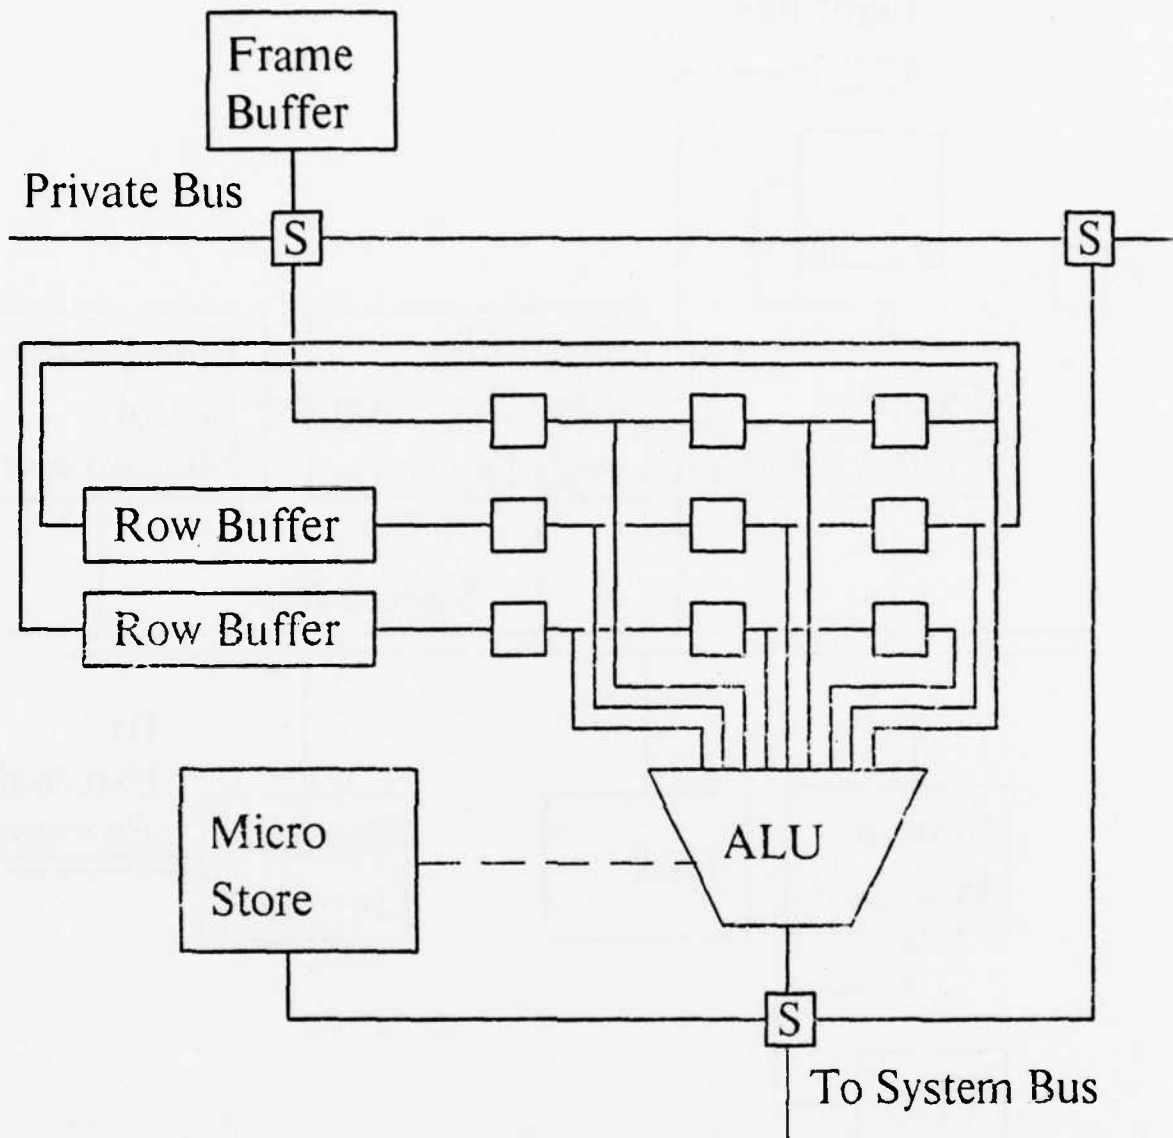 Frame
Buffer
Private Bus
S
S
Row Buffer
Row Buffer
Micro
Store
ALU
S
To System Bus